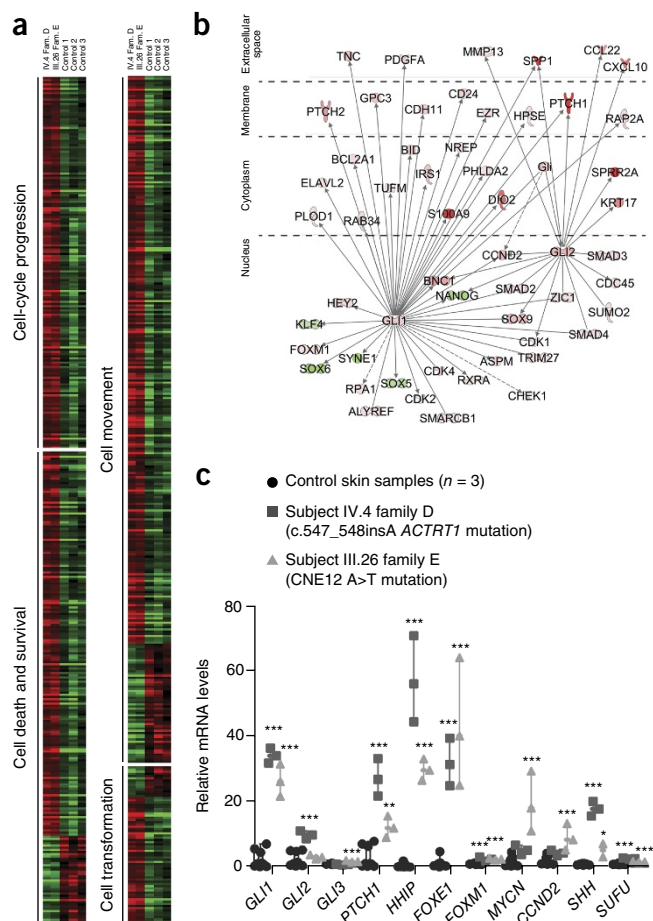 a
IV.4 Fam. D
III.26 Fam. E
Control 1
Control 2
Control 3
IV.4 Fam. D
III.26 Fam. E
Control 1
Control 2
Control 3
Cell-cycle progression
Cell death and survival
Cell movement
Cell transformation
b
Extracellular space
Membrane
Cytoplasm
Nucleus
TNC
PDGFA
MMP13
SPP1
CCL22
CXCL10
PTCH2
GPC3
CDH11
CD24
EZR
HPSE
PTCH1
RAP2A
BCL2A1
BID
NREP
ELAVL2
TUFM
IRS1
PHLDA2
Gli
SPRR2A
PLOD1
RAB34
S100A9
DIO2
KRT17
CCND2
GLI2
SMAD3
BNC1
NANOG
SMAD2
CDC45
HEY2
GLI1
ZIC1
SUMO2
KLF4
SOX9
SMAD4
FOXM1
SYNE1
CDK1
SOX6
CDK4
ASPM
TRIM27
RPA1
SOX5
RXRA
ALYREF
CDK2
CHEK1
SMARCB1
c
Control skin samples (n = 3)
Subject IV.4 family D
(c.547_548insA ACTRT1 mutation)
Subject III.26 family E
(CNE12 A>T mutation)
Relative mRNA levels
80
60
40
20
0
***
***
***
***
***
**
***
***
***
***
***
***
***
***
*
***
***
GLI1
GLI2
GLI3
PTCH1
HHIP
FOXE1
FOXM1
MYCN
CCND2
SHH
SUFU